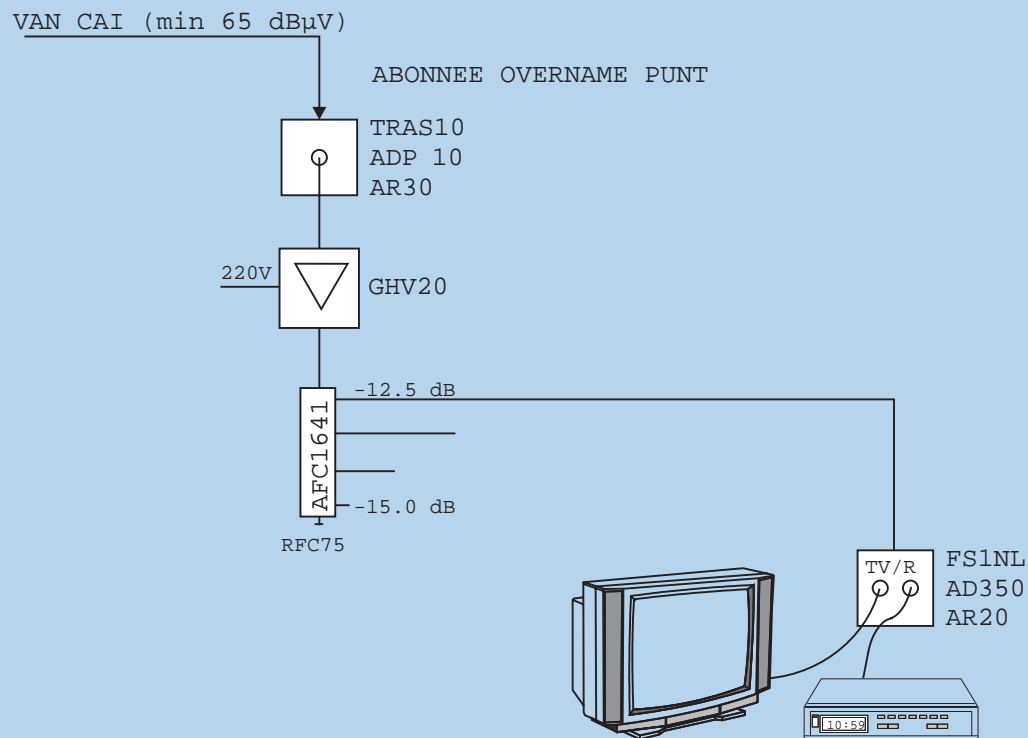 VAN CAI (min 65 dBµV)
ABONNEE OVERNAME PUNT
TRAS10
ADP 10
AR30
220V
GHV20
-12.5 dB
AFC1641
-15.0 dB
RFC75
TV/R
FS1NL
AD350
AR20
10:59